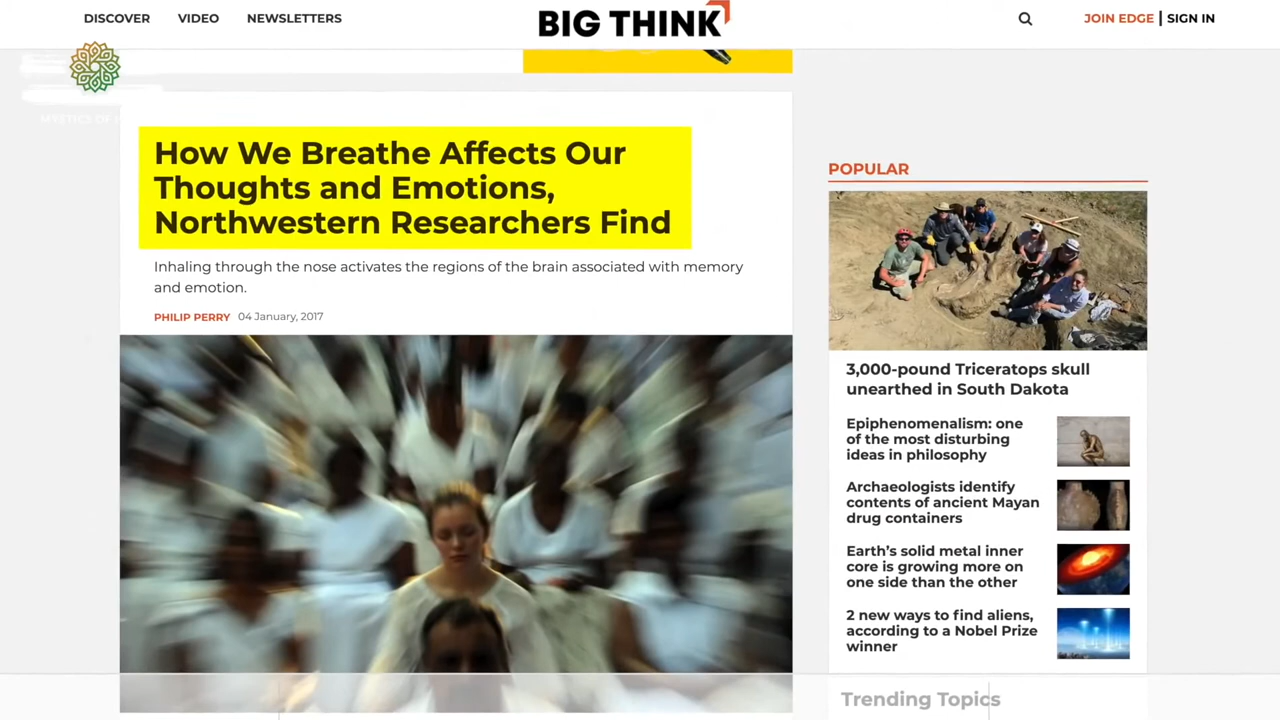 DISCOVER VIDEO NEWSLETTERS
BIG THINK
JOIN EDGE | SIGN IN
MYSTICS OF
How We Breathe Affects Our
Thoughts and Emotions,
Northwestern Researchers Find
Inhaling through the nose activates the regions of the brain associated with memory
and emotion.
PHILIP PERRY 04 January, 2017
POPULAR
3,000-pound Triceratops skull
unearthed in South Dakota
Epiphenomenalism: one
of the most disturbing
ideas in philosophy
Archaeologists identify
contents of ancient Mayan
drug containers
Earth's solid metal inner
core is growing more on
one side than the other
2 new ways to find aliens,
according to a Nobel Prize
winner
Trending Topics